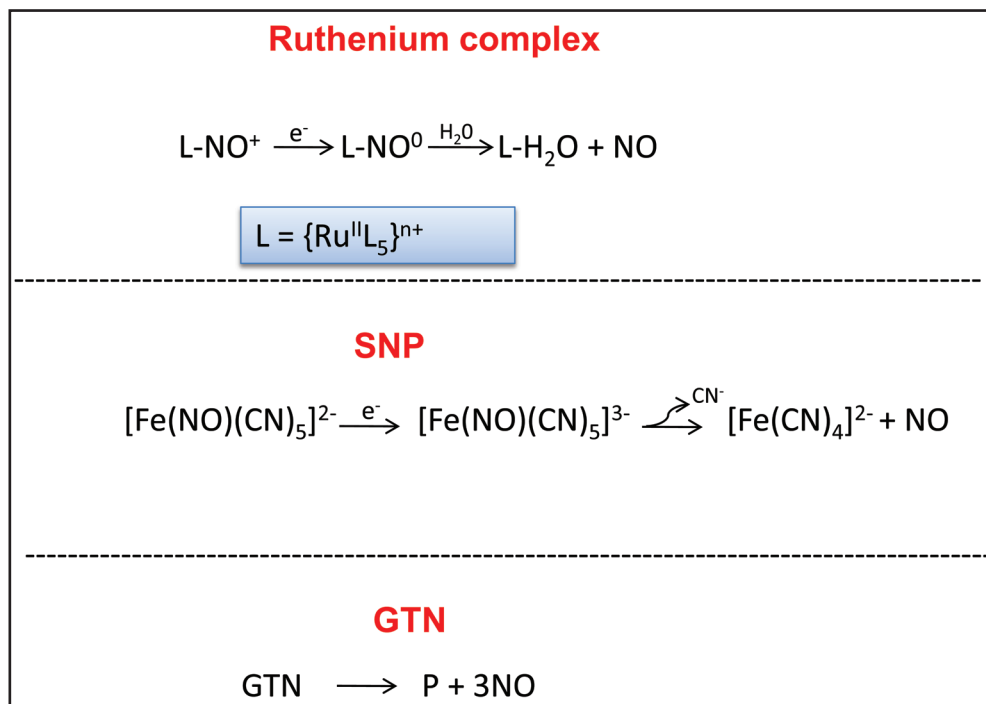 Ruthenium complex
L-NO⁺ e⁻ L-NO⁰ H₂0 L-H₂O + NO
L = {RuᴵᴵL₅}ⁿ⁺
SNP
[Fe(NO)(CN)₅]²⁻ e⁻ [Fe(NO)(CN)₅]³⁻ CN⁻ [Fe(CN)₄]²⁻ + NO
GTN
GTN ⟶ P + 3NO